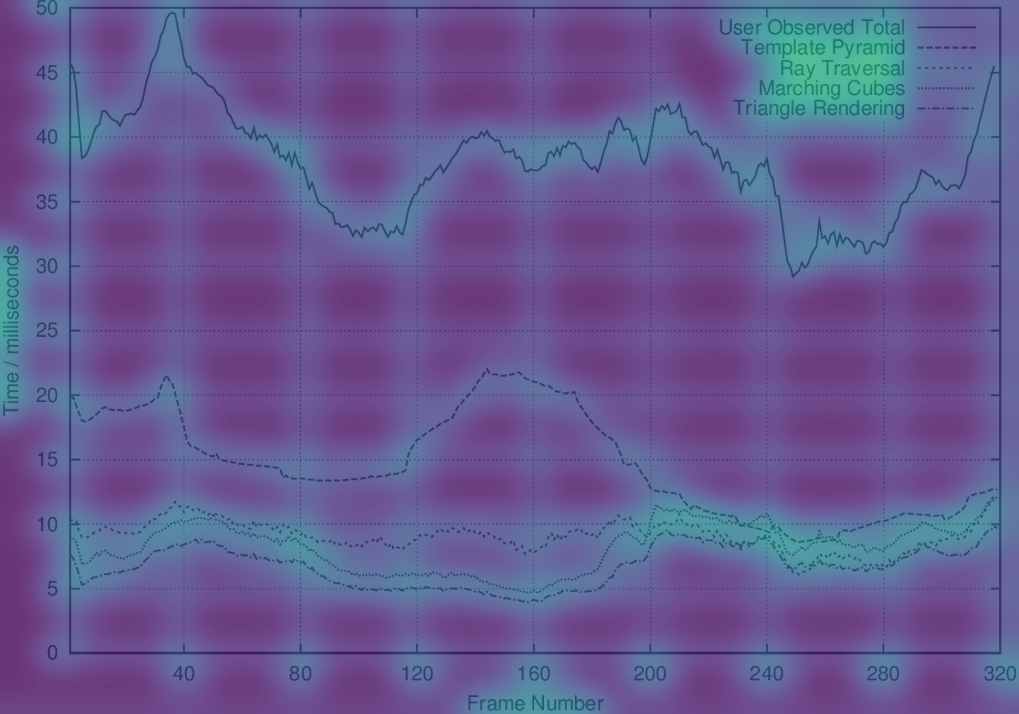 50
45
40
35
30
25
20
15
10
5
0
Time / milliseconds
User Observed Total
Template Pyramid
Ray Traversal
Marching Cubes
Triangle Rendering
40 80 120 160 200 240 280 320
Frame Number